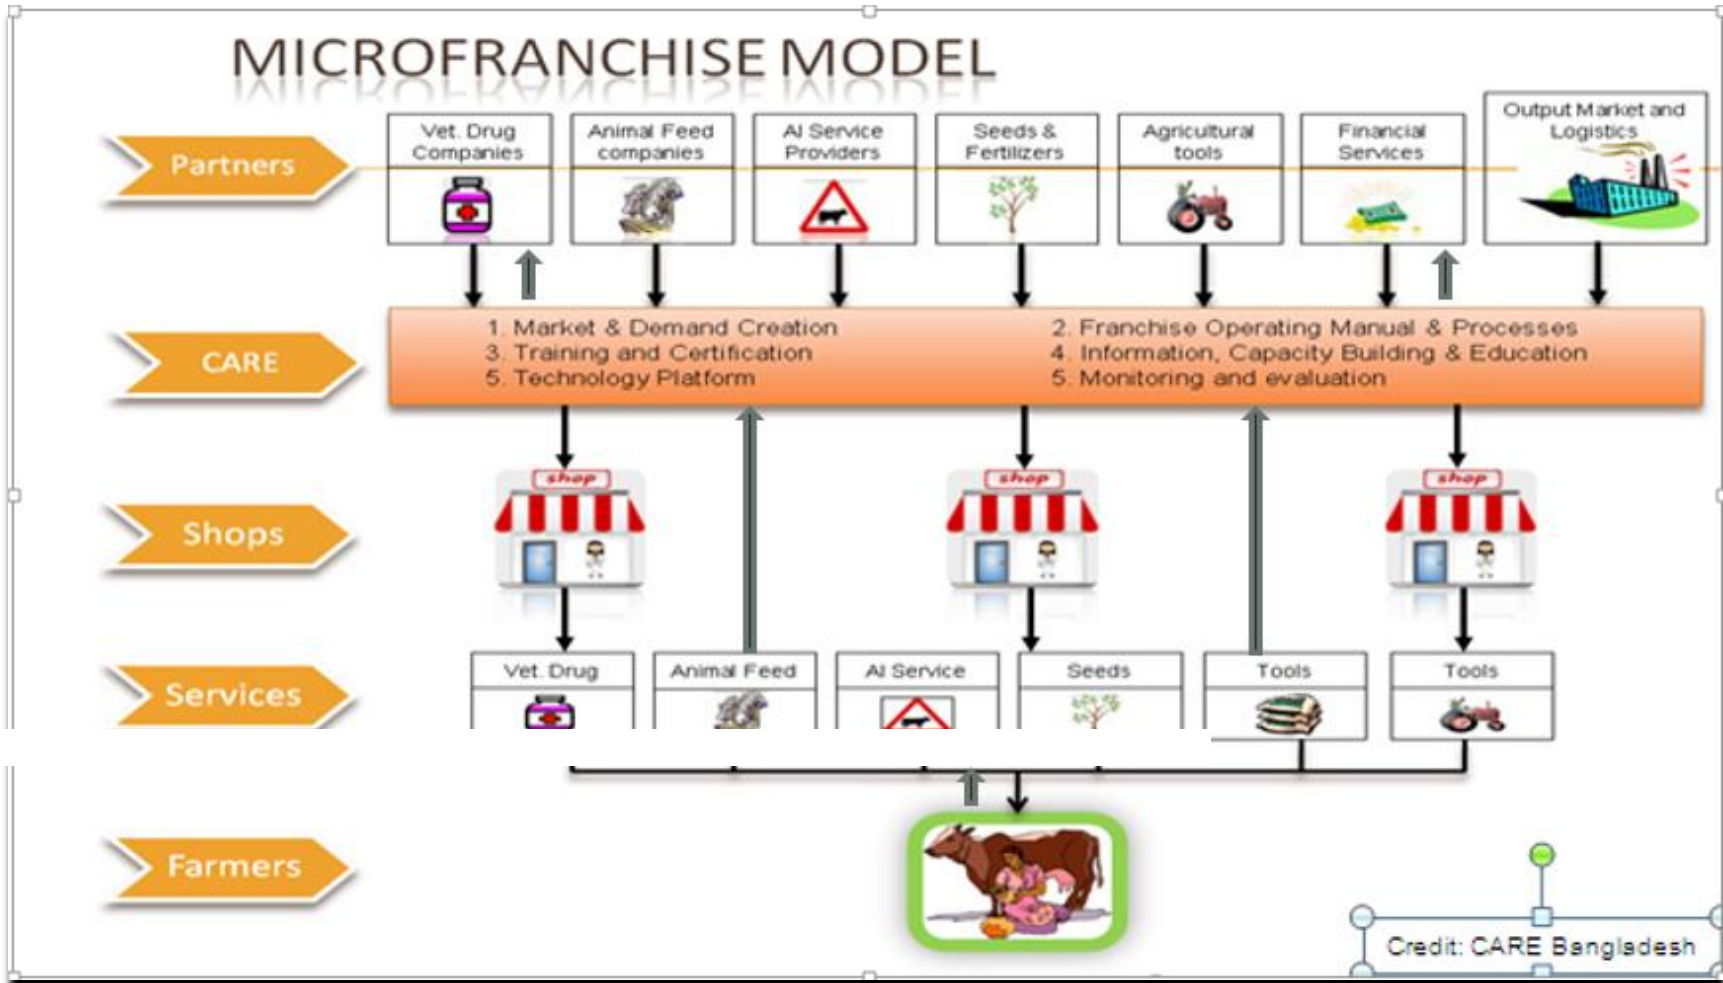 MICROFRANCHISE MODEL
Partners
Vet. Drug
Companies
Animal Feed
companies
AI Service
Providers
Seeds &
Fertilizers
Agricultural
tools
Financial
Services
Output Market and
Logistics
CARE
1. Market & Demand Creation
2. Franchise Operating Manual & Processes
3. Training and Certification
4. Information, Capacity Building & Education
5. Technology Platform
5. Monitoring and evaluation
Shops
shop
shop
shop
Services
Vet. Drug
Animal Feed
AI Service
Seeds
Tools
Tools
Farmers
Credit: CARE Bangladesh